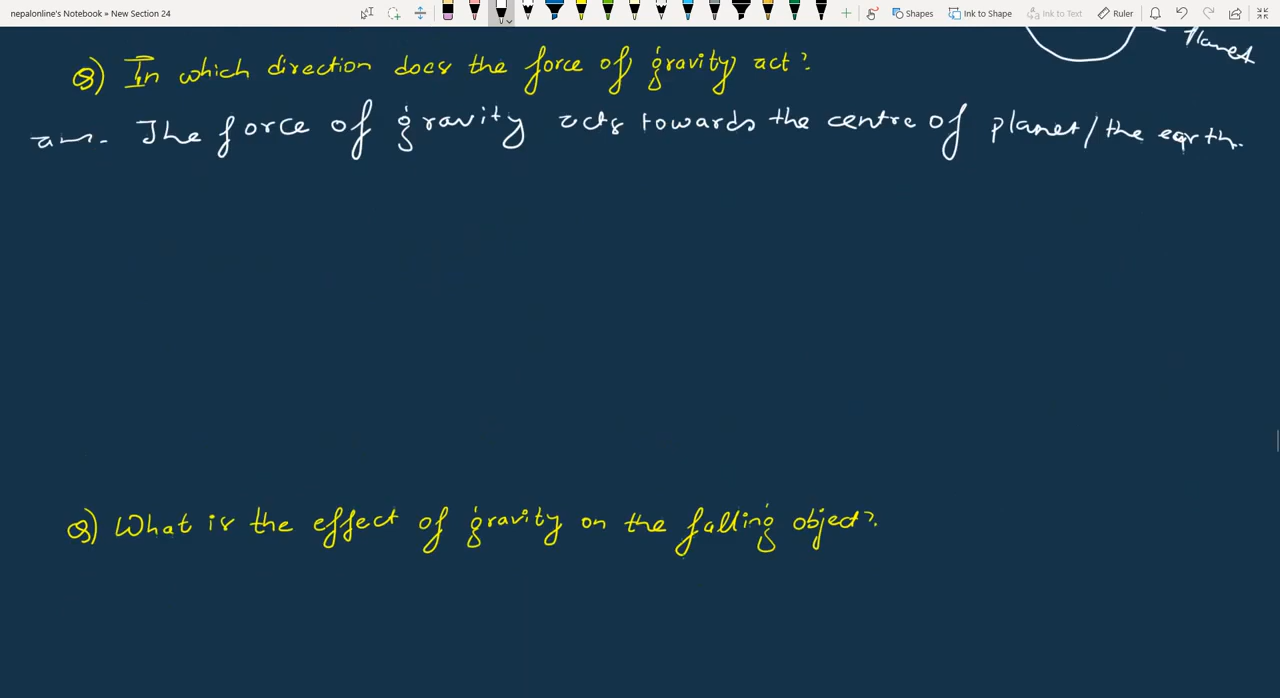 nepalonline's Notebook » New Section 24
Shapes Ink to Shape Ink to Text Ruler
Planet
Q) In which direction does the force of gravity act?
ans. The force of gravity acts towards the centre of planet/the earth.
Q) What is the effect of gravity on the falling object?